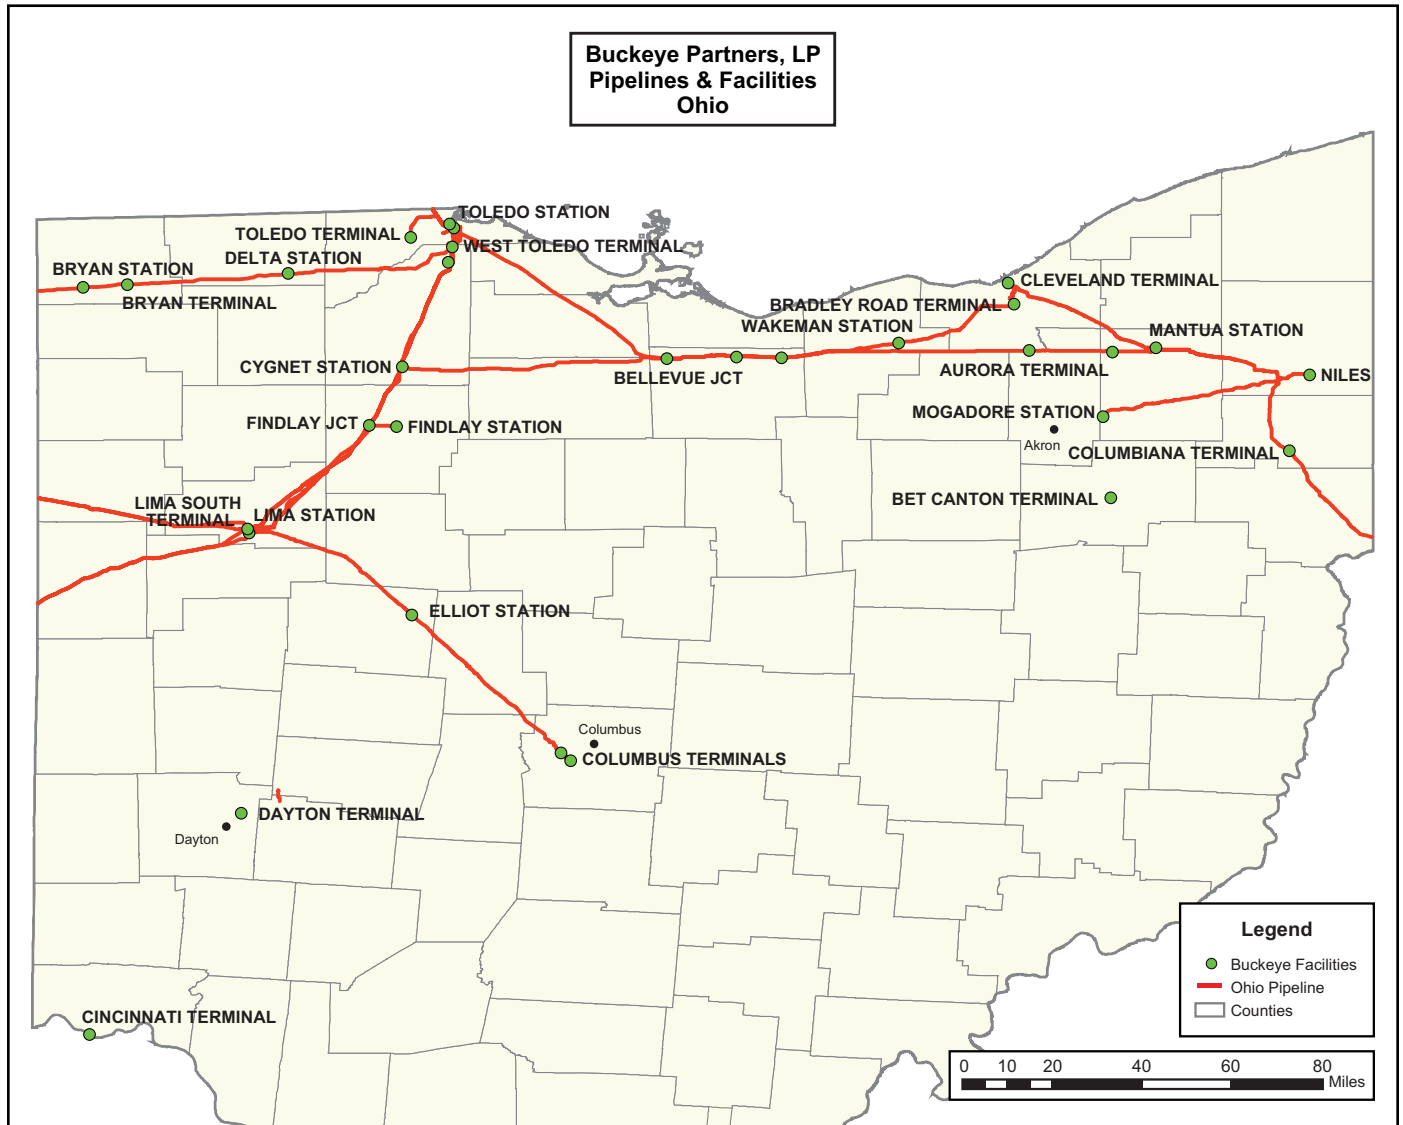 Buckeye Partners, LP
Pipelines & Facilities
Ohio
TOLEDO STATION
TOLEDO TERMINAL
WEST TOLEDO TERMINAL
DELTA STATION
BRYAN STATION
BRYAN TERMINAL
CLEVELAND TERMINAL
BRADLEY ROAD TERMINAL
WAKEMAN STATION
MANTUA STATION
CYGNET STATION
BELLEVUE JCT
AURORA TERMINAL
NILES
MOGADORE STATION
FINDLAY JCT
FINDLAY STATION
Akron
COLUMBIANA TERMINAL
BET CANTON TERMINAL
LIMA SOUTH
TERMINAL
LIMA STATION
ELLIOT STATION
Columbus
COLUMBUS TERMINALS
DAYTON TERMINAL
Dayton
CINCINNATI TERMINAL
Legend
Buckeye Facilities
Ohio Pipeline
Counties
0 10 20 40 60 80
Miles